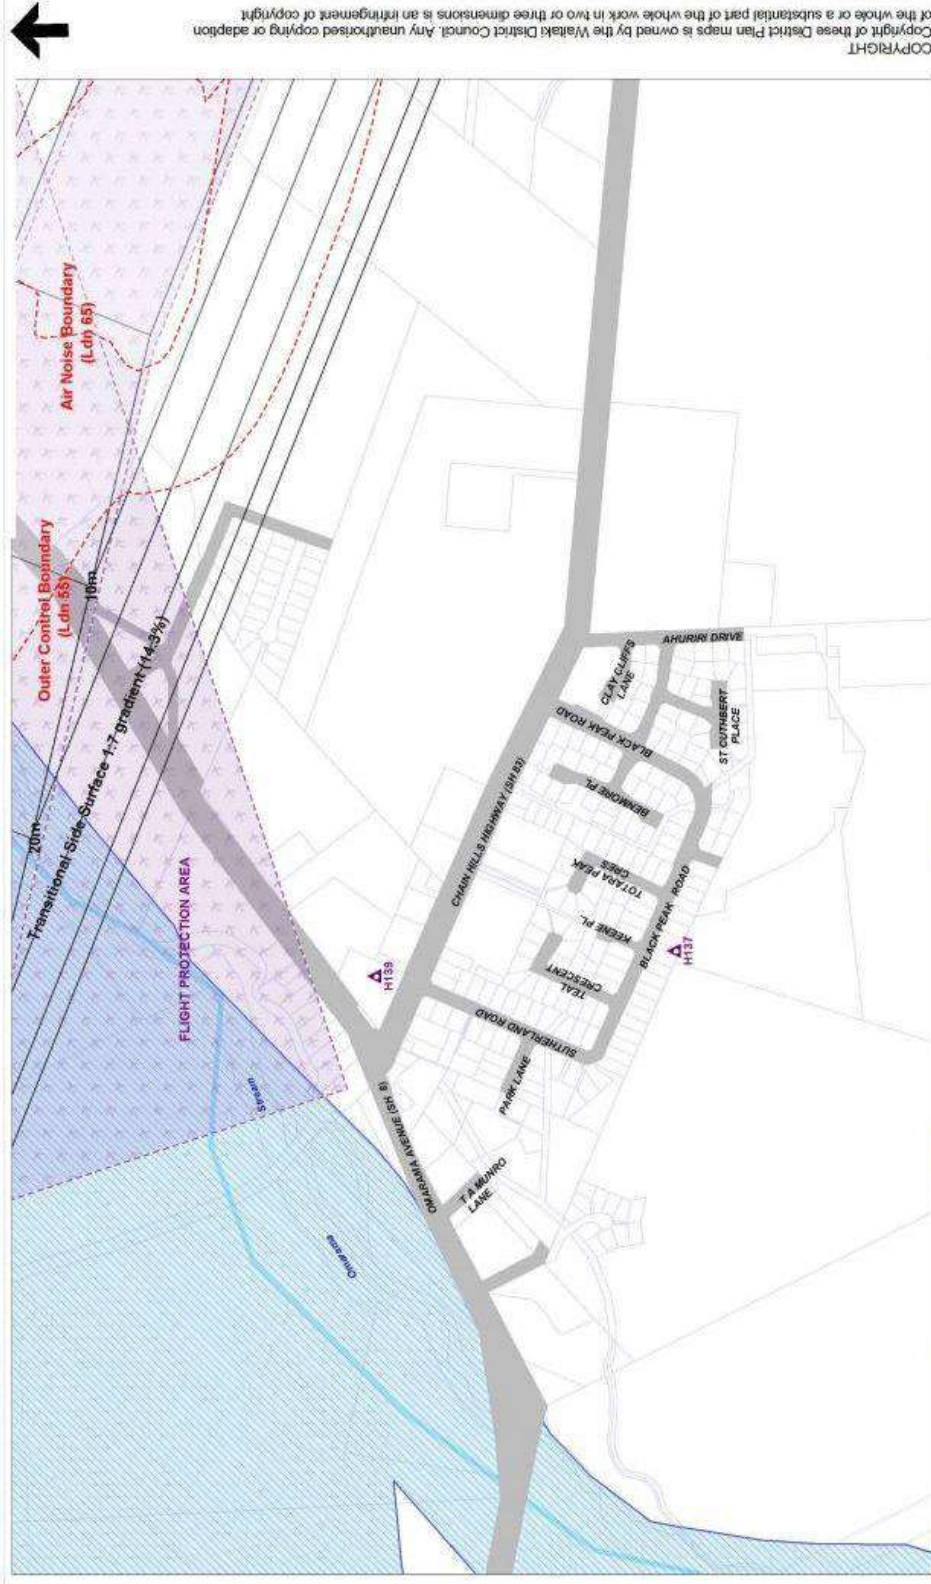 COPYRIGHT
Copyright of these District Plan maps is owned by the Waitaki District Council. Any unauthorised copying or adaption
of the whole or a substantial part of the whole work in two or three dimensions is an infringement of copyright
Air Noise Boundary
(Ldn 65)
Outer Control Boundary
(Ldn 55)
10m
20m
Transitional Side Surface 1:7 gradient (14.3%)
FLIGHT PROTECTION AREA
Stream
Omarama
H139
H137
CHAIN HILLS HIGHWAY (SH 83)
OMARAMA AVENUE (SH 8)
AHURIRI DRIVE
CLAY CLIFFS
LANE
BLACK PEAK ROAD
ST CUTHBERT
PLACE
BENMORE PL
TOTARA PEAK
CRES
KEENE PL
BLACK PEAK ROAD
TEAL
CRESCENT
SUTHERLAND ROAD
PARK LANE
T A MUNRO
LANE